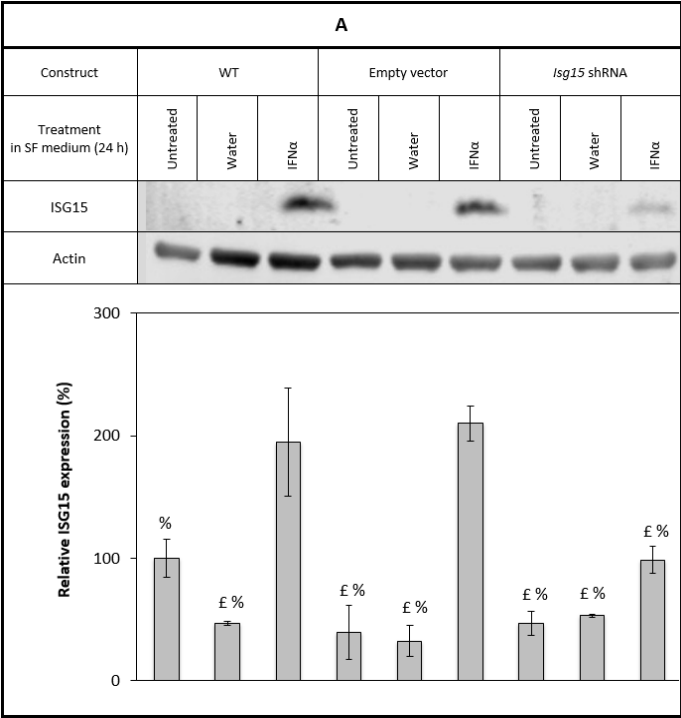 A
Construct
WT
Empty vector
Isg15 shRNA
Treatment
in SF medium (24 h)
Untreated
Water
IFNα
Untreated
Water
IFNα
Untreated
Water
IFNα
ISG15
Actin
Relative ISG15 expression (%)
300
200
100
0
%
£ %
£ %
£ %
£ %
£ %
£ %